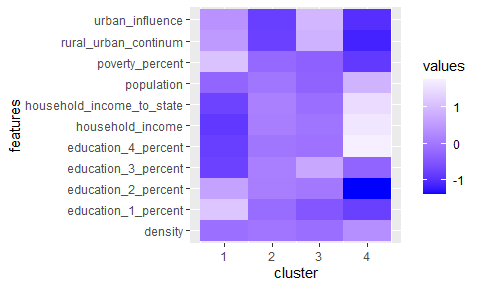 urban_influence
rural_urban_continum
poverty_percent
population
household_income_to_state
household_income
education_4_percent
education_3_percent
education_2_percent
education_1_percent
density
features
1 2 3 4
cluster
values
1
0
-1